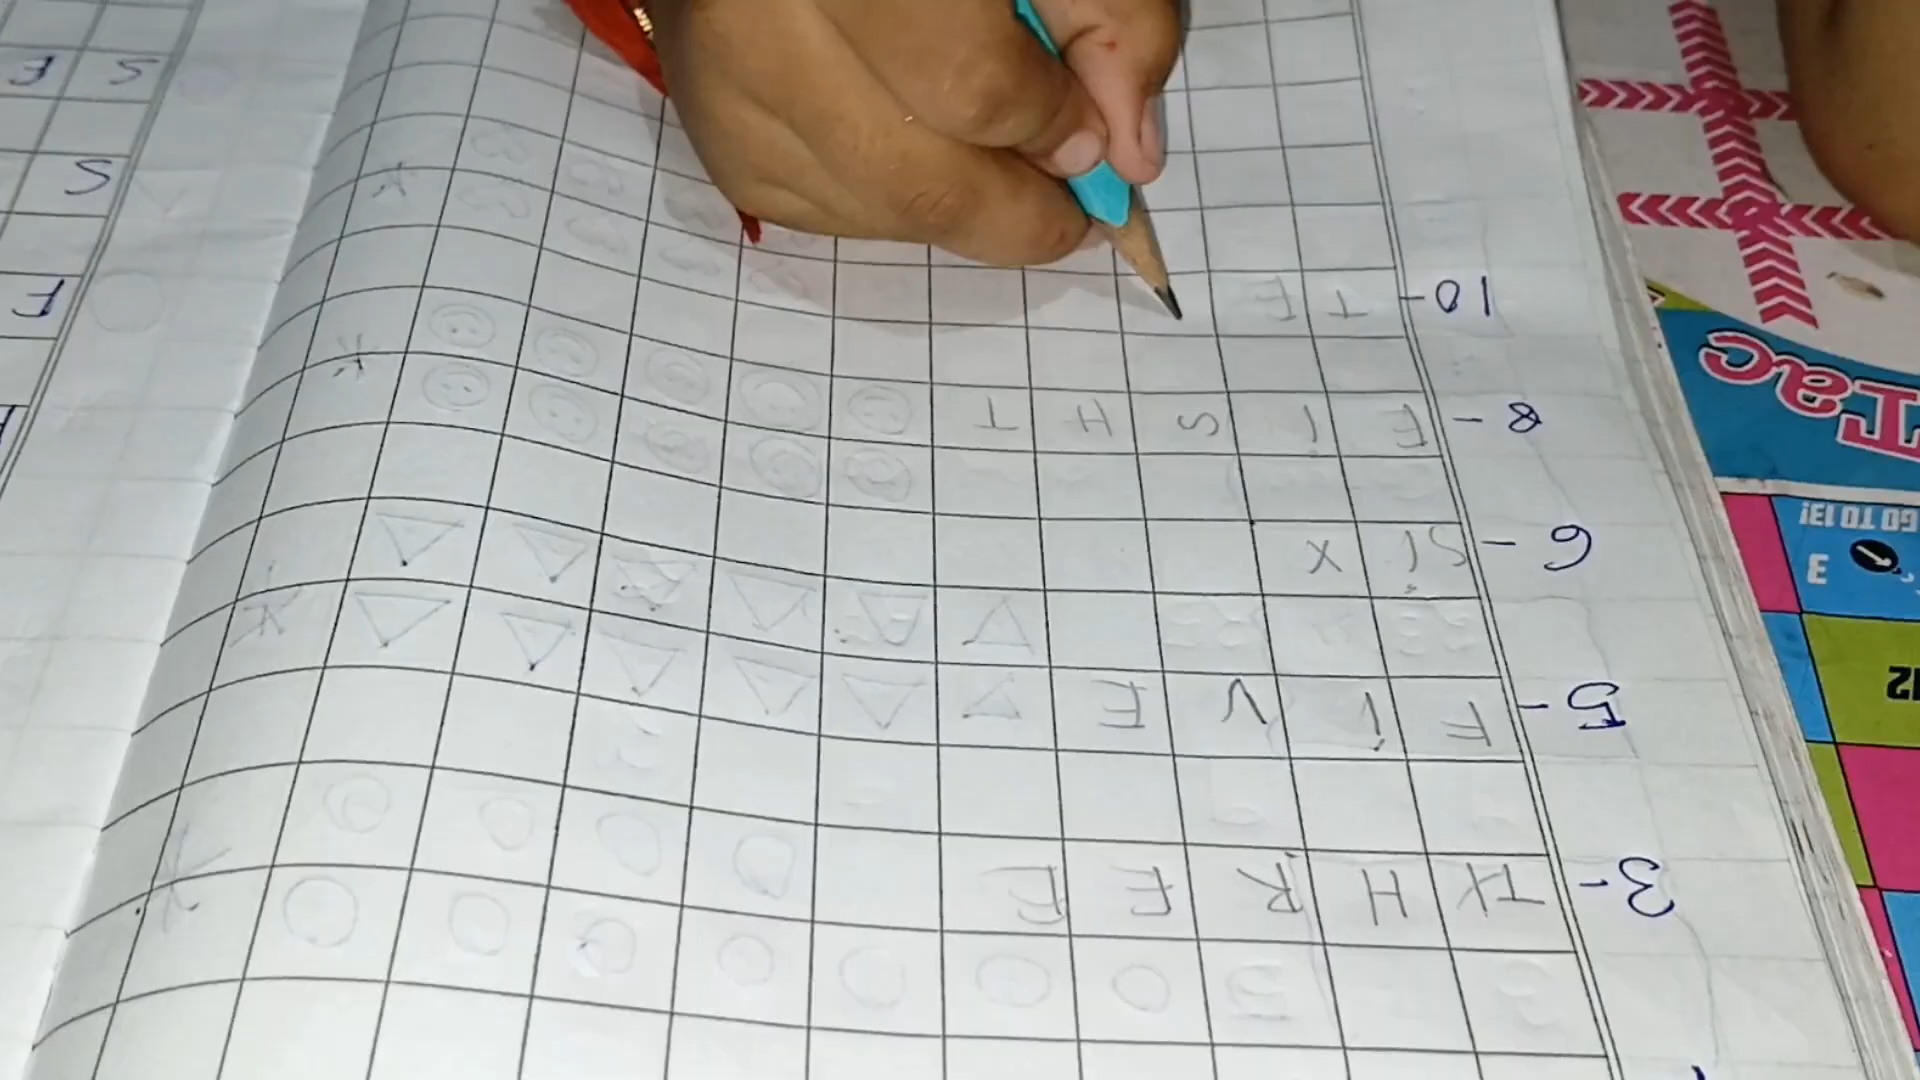 3 - THREE
5 - FiVE
6 - SiX
8 - EiSHT
10 - TE
F
S
S F
12
3
GO TO 13!
Tac